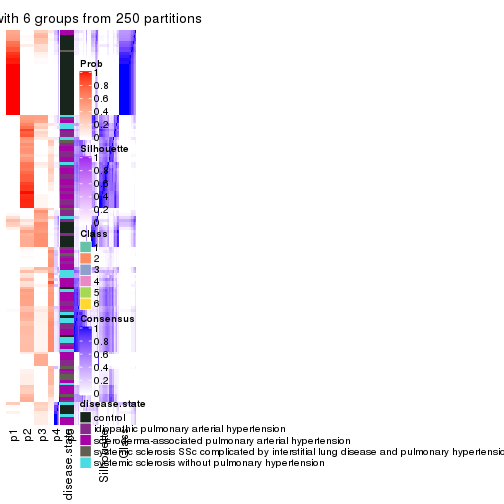 with 6 groups from 250 partitions
Prob
1
0.8
0.6
0.4
0.2
0
Silhouette
1
0.8
0.6
0.4
0.2
0
Class
1
2
3
4
5
6
Consensus
1
0.8
0.6
0.4
0.2
0
disease.state
control
idiopathic pulmonary arterial hypertension
scleroderma-associated pulmonary arterial hypertension
systemic sclerosis SSc complicated by interstitial lung disease and pulmonary hypertensio
systemic sclerosis without pulmonary hypertension
p1
p2
p3
p4
disease.state
Silhouette
Class